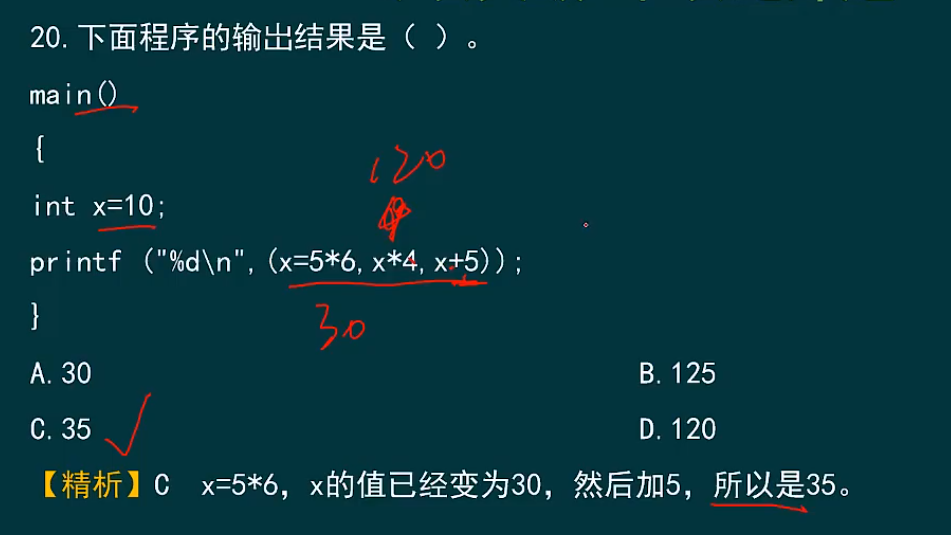 20.下面程序的输出结果是（ ）。
main()
{
120
int x=10;
printf ("%d\n",(x=5*6,x*4,x+5));
30
}
A.30 B.125
C.35 D.120
【精析】C x=5*6，x的值已经变为30，然后加5，所以是35。